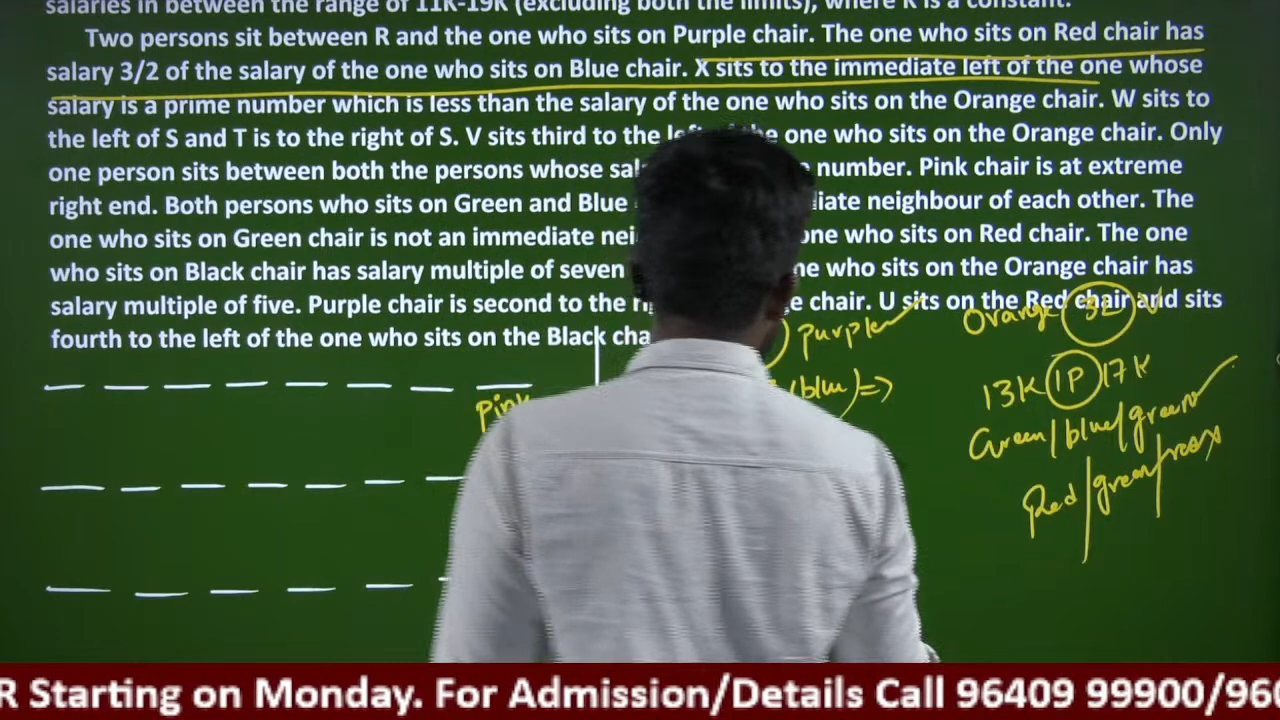 salaries in between the range of 11K-19K (excluding both the limits), where K is a constant.
Two persons sit between R and the one who sits on Purple chair. The one who sits on Red chair has
salary 3/2 of the salary of the one who sits on Blue chair. X sits to the immediate left of the one whose
salary is a prime number which is less than the salary of the one who sits on the Orange chair. W sits to
the left of S and T is to the right of S. V sits third to the one who sits on the Orange chair. Only
one person sits between both the persons whose number. Pink chair is at extreme
right end. Both persons who sits on Green and Blue neighbour of each other. The
one who sits on Green chair is not an immediate one who sits on Red chair. The one
who sits on Black chair has salary multiple of seven who sits on the Orange chair has
salary multiple of five. Purple chair is second to the chair. U sits on the Red chair and sits
fourth to the left of the one who sits on the Black
purple
Orange
Pink
(blue) =>
13K 1P 17K
Green/blue/green
Red/green/
R Starting on Monday. For Admission/Details Call 96409 99900/960